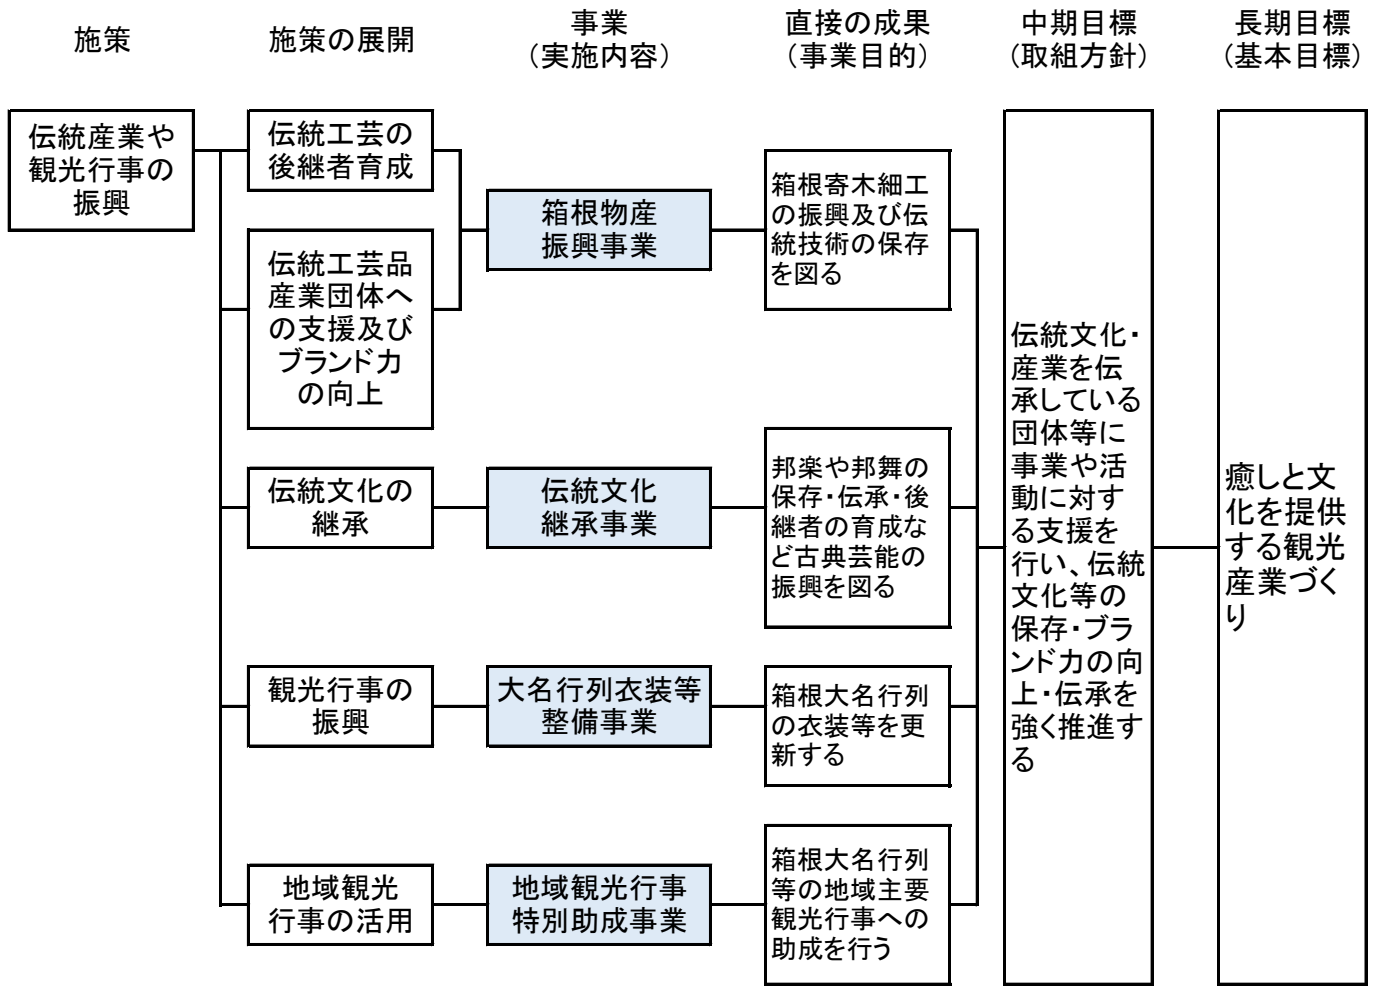 施策
施策の展開
事業
（実施内容）
直接の成果
（事業目的）
中期目標
（取組方針）
長期目標
（基本目標）
伝統産業や
観光行事の
振興
伝統工芸の
後継者育成
伝統工芸品
産業団体へ
の支援及び
ブランド力
の向上
伝統文化の
継承
観光行事の
振興
地域観光
行事の活用
箱根物産
振興事業
伝統文化
継承事業
大名行列衣装等
整備事業
地域観光行事
特別助成事業
箱根寄木細工
の振興及び伝
統技術の保存
を図る
邦楽や邦舞の
保存・伝承・後
継者の育成な
ど古典芸能の
振興を図る
箱根大名行列
の衣装等を更
新する
箱根大名行列
等の地域主要
観光行事への
助成を行う
伝統文化・
産業を伝
承している
団体等に
事業や活
動に対す
る支援を
行い、伝統
文化等の
保存・ブラ
ンド力の向
上・伝承を
強く推進す
る
癒しと文
化を提供
する観光
産業づく
り